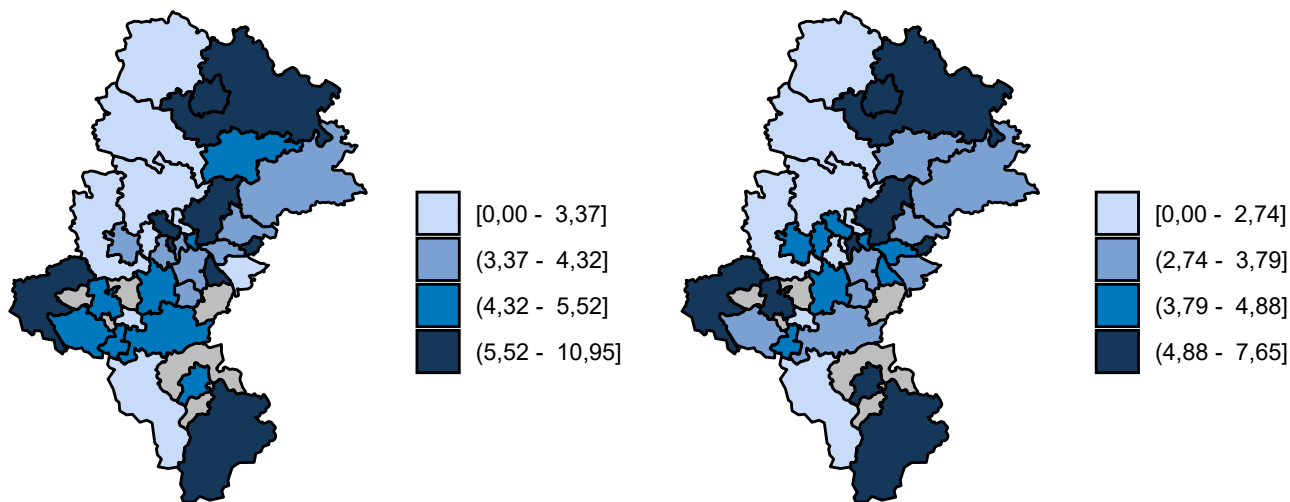 [0,00 - 3,37]
(3,37 - 4,32]
(4,32 - 5,52]
(5,52 - 10,95]
[0,00 - 2,74]
(2,74 - 3,79]
(3,79 - 4,88]
(4,88 - 7,65]